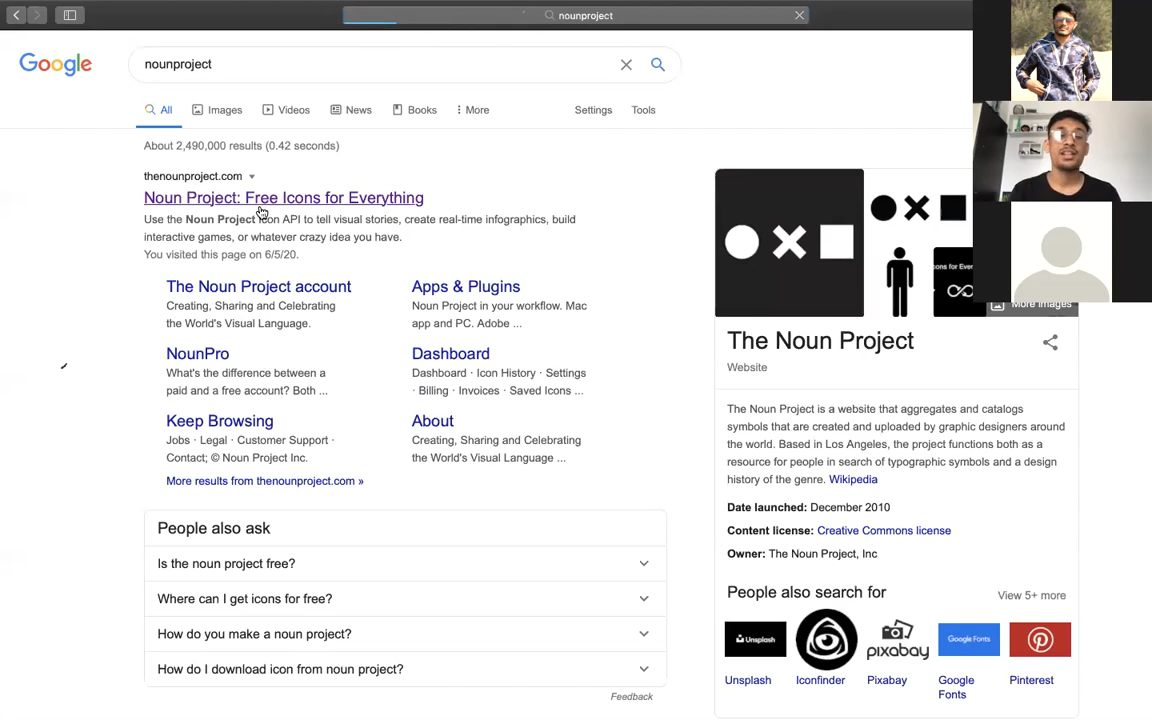 nounproject
Google
nounproject
All
Images
Videos
News
Books
More
Settings
Tools
About 2,490,000 results (0.42 seconds)
thenounproject.com
Noun Project: Free Icons for Everything
Use the Noun Project Icon API to tell visual stories, create real-time infographics, build
interactive games, or whatever crazy idea you have.
You visited this page on 6/5/20.
The Noun Project account
Creating, Sharing and Celebrating
the World's Visual Language.
Apps & Plugins
Noun Project in your workflow. Mac
app and PC. Adobe ...
NounPro
What's the difference between a
paid and a free account? Both ...
Dashboard
Dashboard · Icon History · Settings
· Billing · Invoices · Saved Icons ...
Keep Browsing
Jobs · Legal · Customer Support ·
Contact; © Noun Project Inc.
About
Creating, Sharing and Celebrating
the World's Visual Language ...
More results from thenounproject.com »
People also ask
Is the noun project free?
Where can I get icons for free?
How do you make a noun project?
How do I download icon from noun project?
Feedback
cons for Ever
More images
The Noun Project
Website
The Noun Project is a website that aggregates and catalogs
symbols that are created and uploaded by graphic designers around
the world. Based in Los Angeles, the project functions both as a
resource for people in search of typographic symbols and a design
history of the genre. Wikipedia
Date launched: December 2010
Content license: Creative Commons license
Owner: The Noun Project, Inc
People also search for
View 5+ more
Unsplash
pixabay
Google Fonts
Unsplash
Iconfinder
Pixabay
Google
Fonts
Pinterest